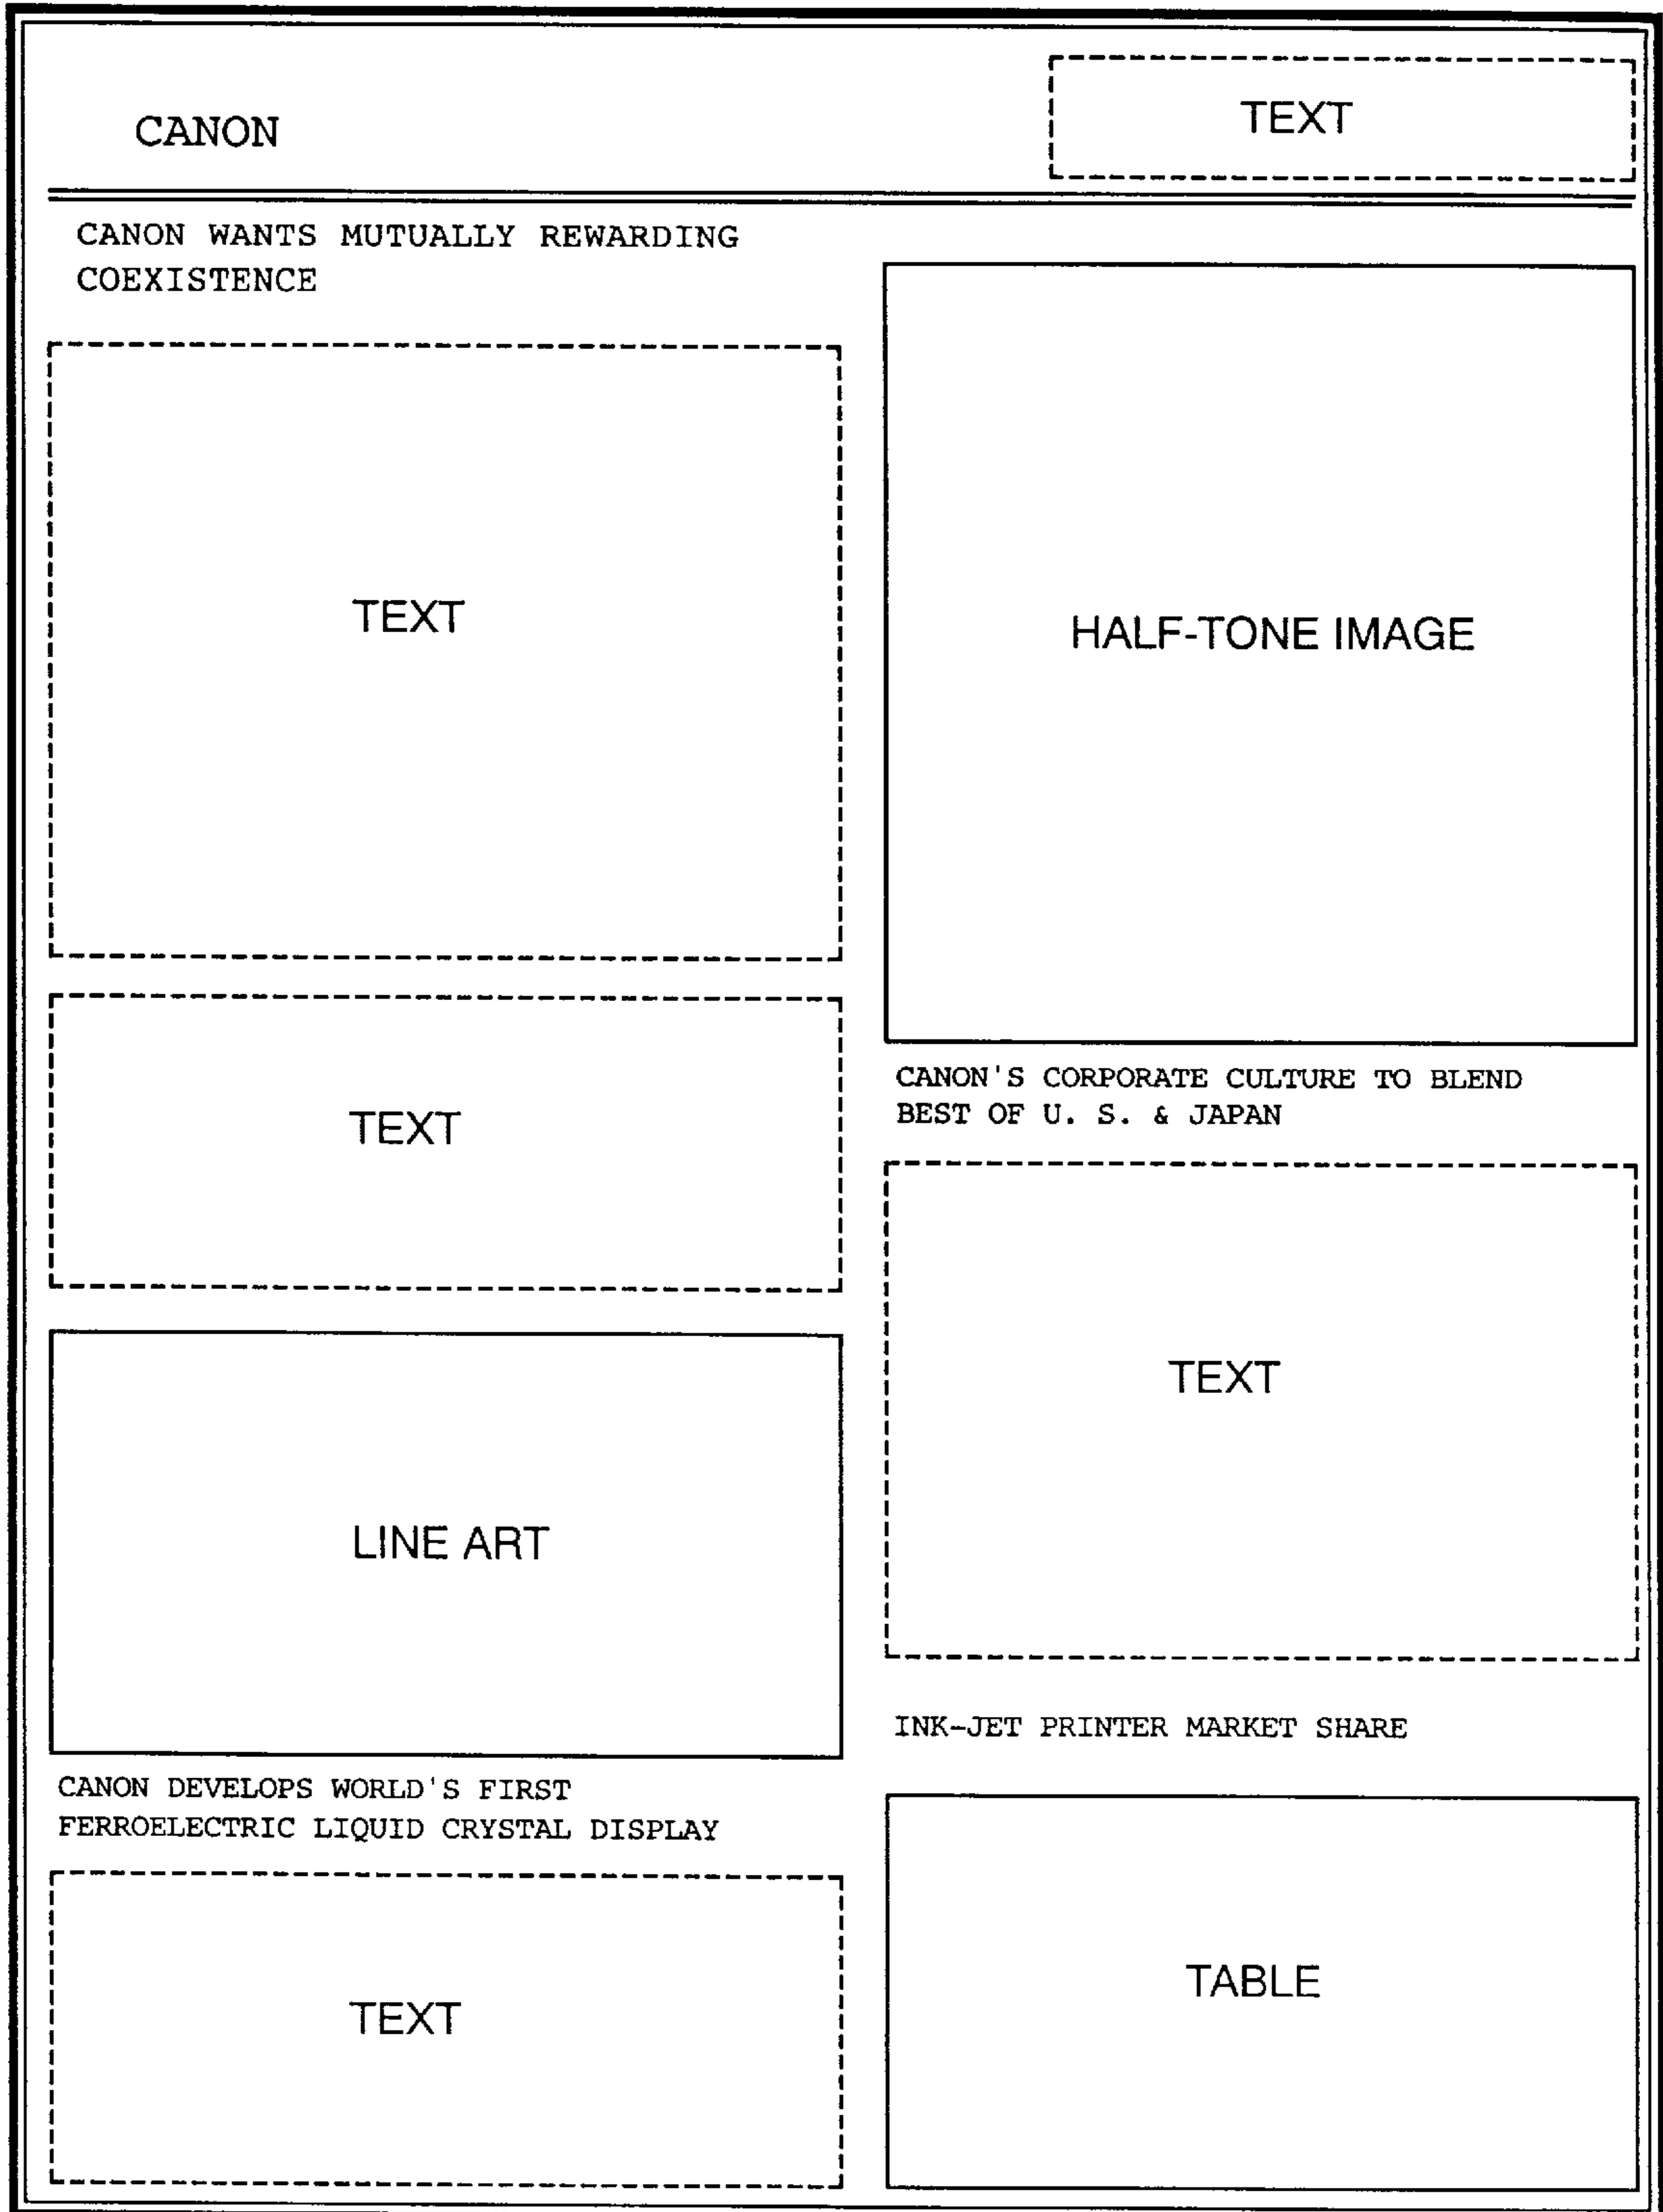 CANON
TEXT
CANON WANTS MUTUALLY REWARDING
COEXISTENCE
TEXT
TEXT
LINE ART
CANON DEVELOPS WORLD'S FIRST
FERROELECTRIC LIQUID CRYSTAL DISPLAY
TEXT
HALF-TONE IMAGE
CANON'S CORPORATE CULTURE TO BLEND
BEST OF U. S. & JAPAN
TEXT
INK-JET PRINTER MARKET SHARE
TABLE